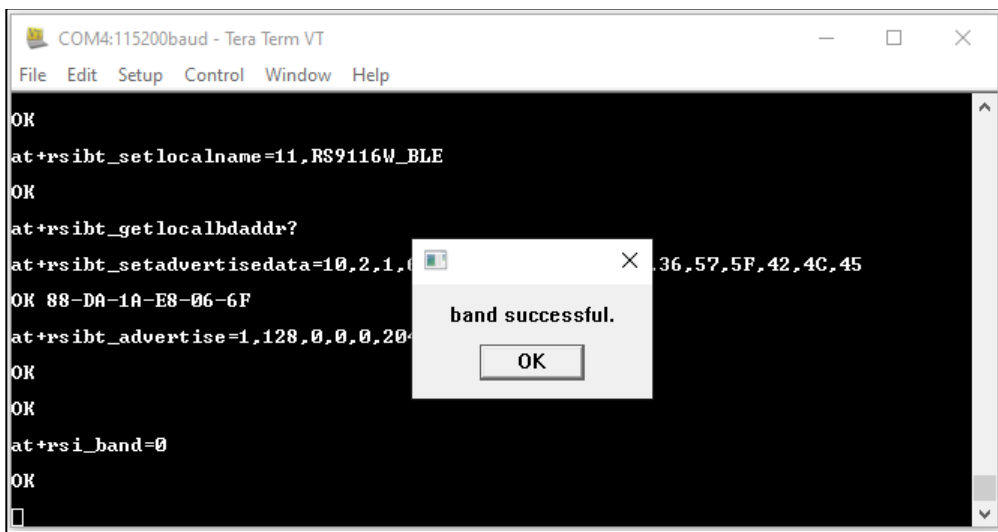 COM4:115200baud - Tera Term VT
File Edit Setup Control Window Help
OK
at+rsibt_setlocalname=11,RS9116W_BLE
OK
at+rsibt_getlocalbdaddr?
at+rsibt_setadvertisedata=10,2,1, 36,57,5F,42,4C,45
OK 88-DA-1A-E8-06-6F
at+rsibt_advertise=1,128,0,0,0,20
OK
OK
at+rsi_band=0
OK
band successful.
OK